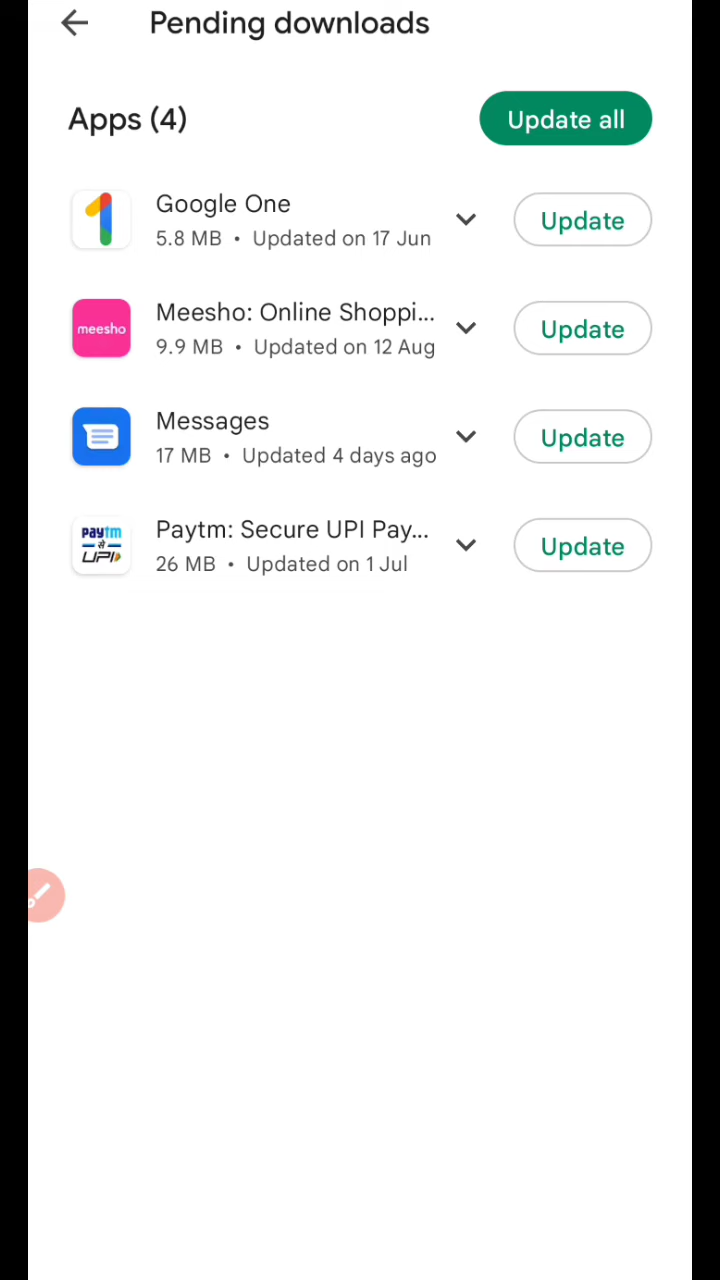 Pending downloads
Apps (4)
Update all
Google One
5.8 MB • Updated on 17 Jun
Update
meesho
Meesho: Online Shoppi...
9.9 MB • Updated on 12 Aug
Update
Messages
17 MB • Updated 4 days ago
Update
paytm
से
UPI
Paytm: Secure UPI Pay...
26 MB • Updated on 1 Jul
Update